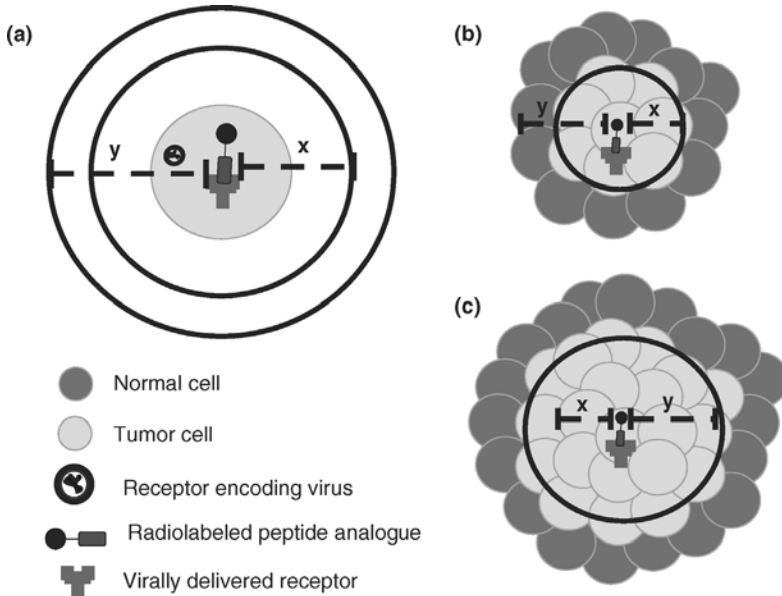 (a)
y
x
(b)
y
x
(c)
x
y
Normal cell
Tumor cell
Receptor encoding virus
Radiolabeled peptide analogue
Virally delivered receptor